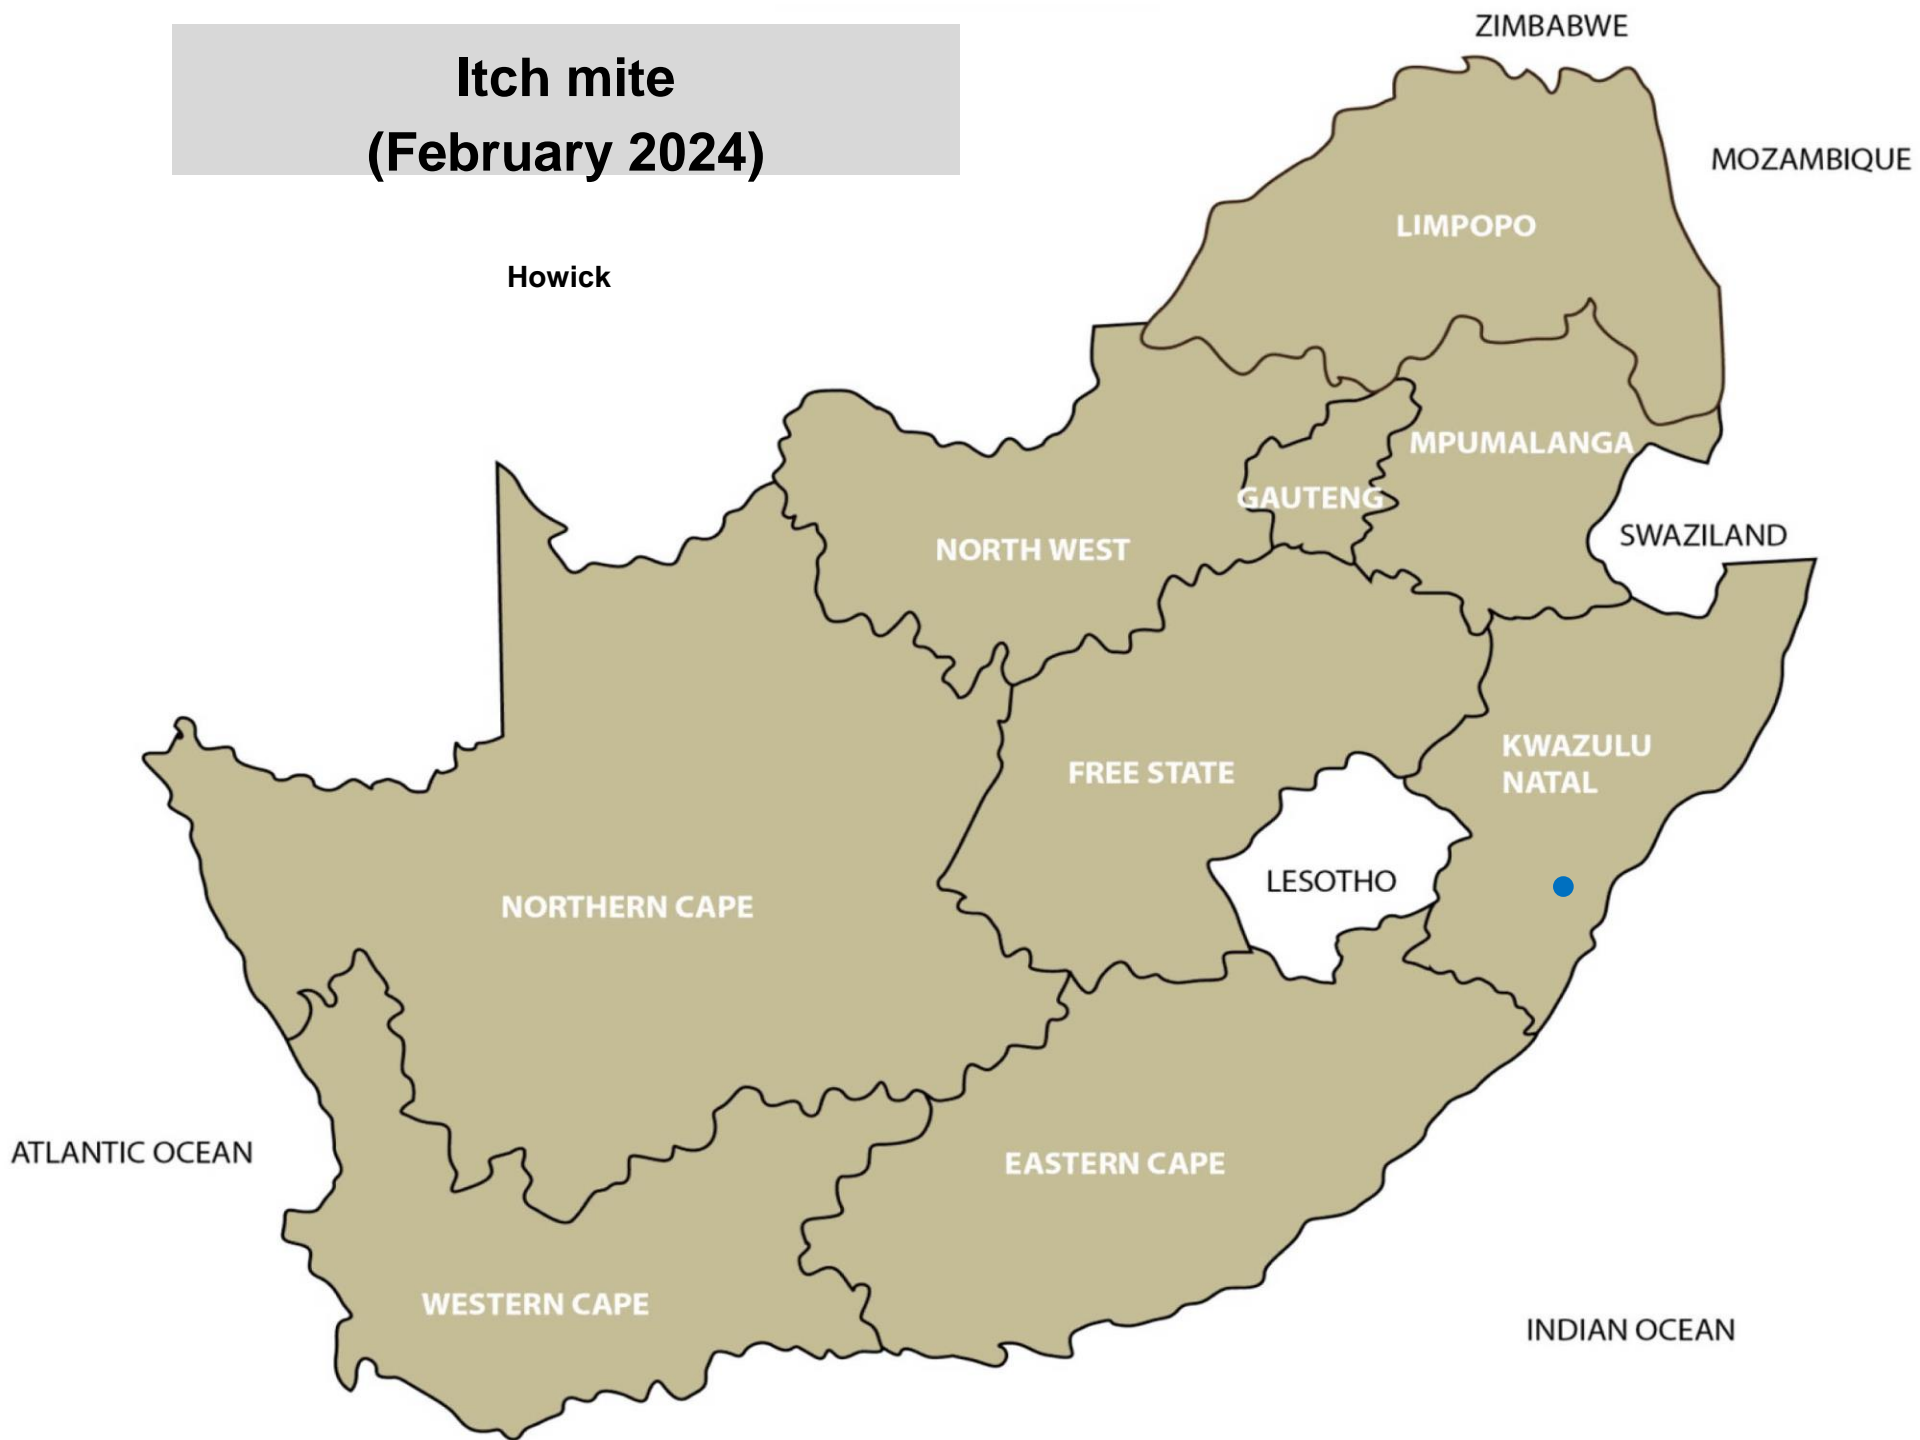 Itch mite
(February 2024)
Howick
ZIMBABWE
MOZAMBIQUE
LIMPOPO
MPUMALANGA
GAUTENG
SWAZILAND
NORTH WEST
KWAZULU
NATAL
FREE STATE
LESOTHO
NORTHERN CAPE
ATLANTIC OCEAN
EASTERN CAPE
WESTERN CAPE
INDIAN OCEAN